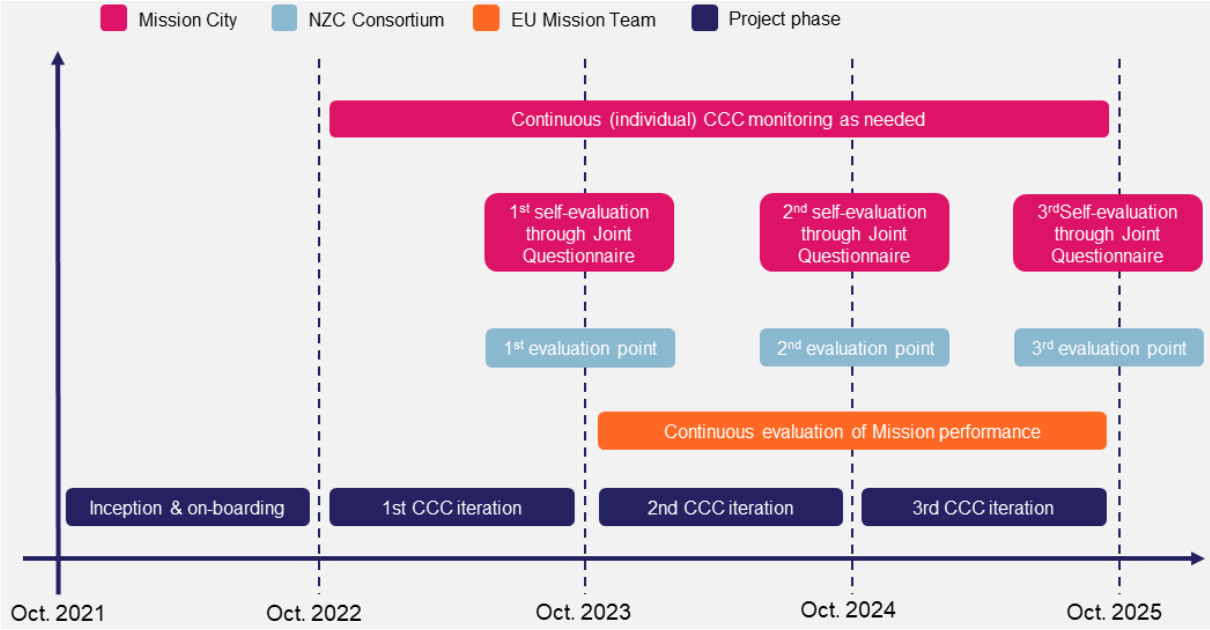 Mission City
NZC Consortium
EU Mission Team
Project phase
Continuous (individual) CCC monitoring as needed
1st self-evaluation
through Joint
Questionnaire
2nd self-evaluation
through Joint
Questionnaire
3rdSelf-evaluation
through Joint
Questionnaire
1st evaluation point
2nd evaluation point
3rd evaluation point
Continuous evaluation of Mission performance
Inception & on-boarding
1st CCC iteration
2nd CCC iteration
3rd CCC iteration
Oct. 2021
Oct. 2022
Oct. 2023
Oct. 2024
Oct. 2025